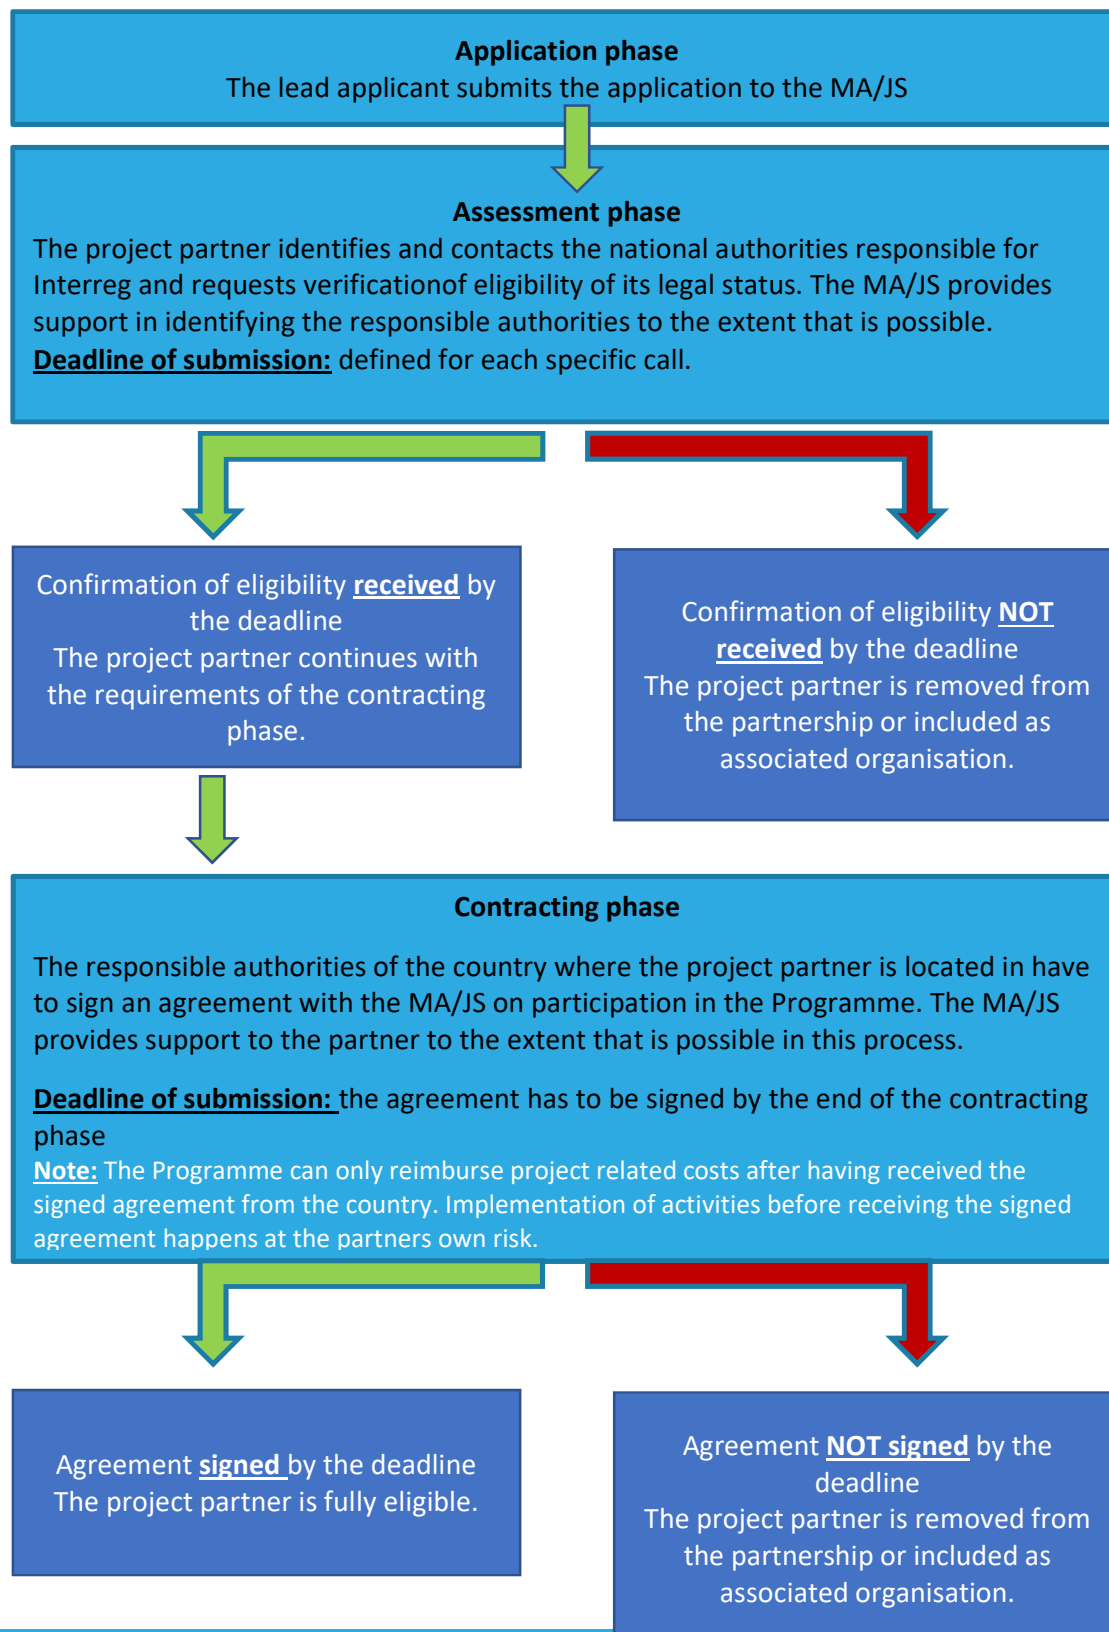 Application phase
The lead applicant submits the application to the MA/JS
Assessment phase
The project partner identifies and contacts the national authorities responsible for
Interreg and requests verificationof eligibility of its legal status. The MA/JS provides
support in identifying the responsible authorities to the extent that is possible.
Deadline of submission: defined for each specific call.
Confirmation of eligibility received by
the deadline
The project partner continues with
the requirements of the contracting
phase.
Confirmation of eligibility NOT
received by the deadline
The project partner is removed from
the partnership or included as
associated organisation.
Contracting phase
The responsible authorities of the country where the project partner is located in have
to sign an agreement with the MA/JS on participation in the Programme. The MA/JS
provides support to the partner to the extent that is possible in this process.
Deadline of submission: the agreement has to be signed by the end of the contracting
phase
Note: The Programme can only reimburse project related costs after having received the
signed agreement from the country. Implementation of activities before receiving the signed
agreement happens at the partners own risk.
Agreement signed by the deadline
The project partner is fully eligible.
Agreement NOT signed by the
deadline
The project partner is removed from
the partnership or included as
associated organisation.